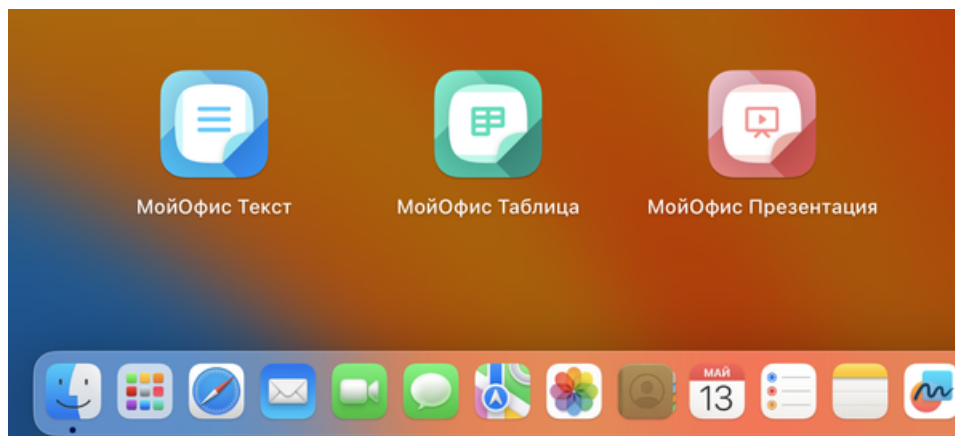 МойОфис Текст
МойОфис Таблица
МойОфис Презентация
МАЙ
13